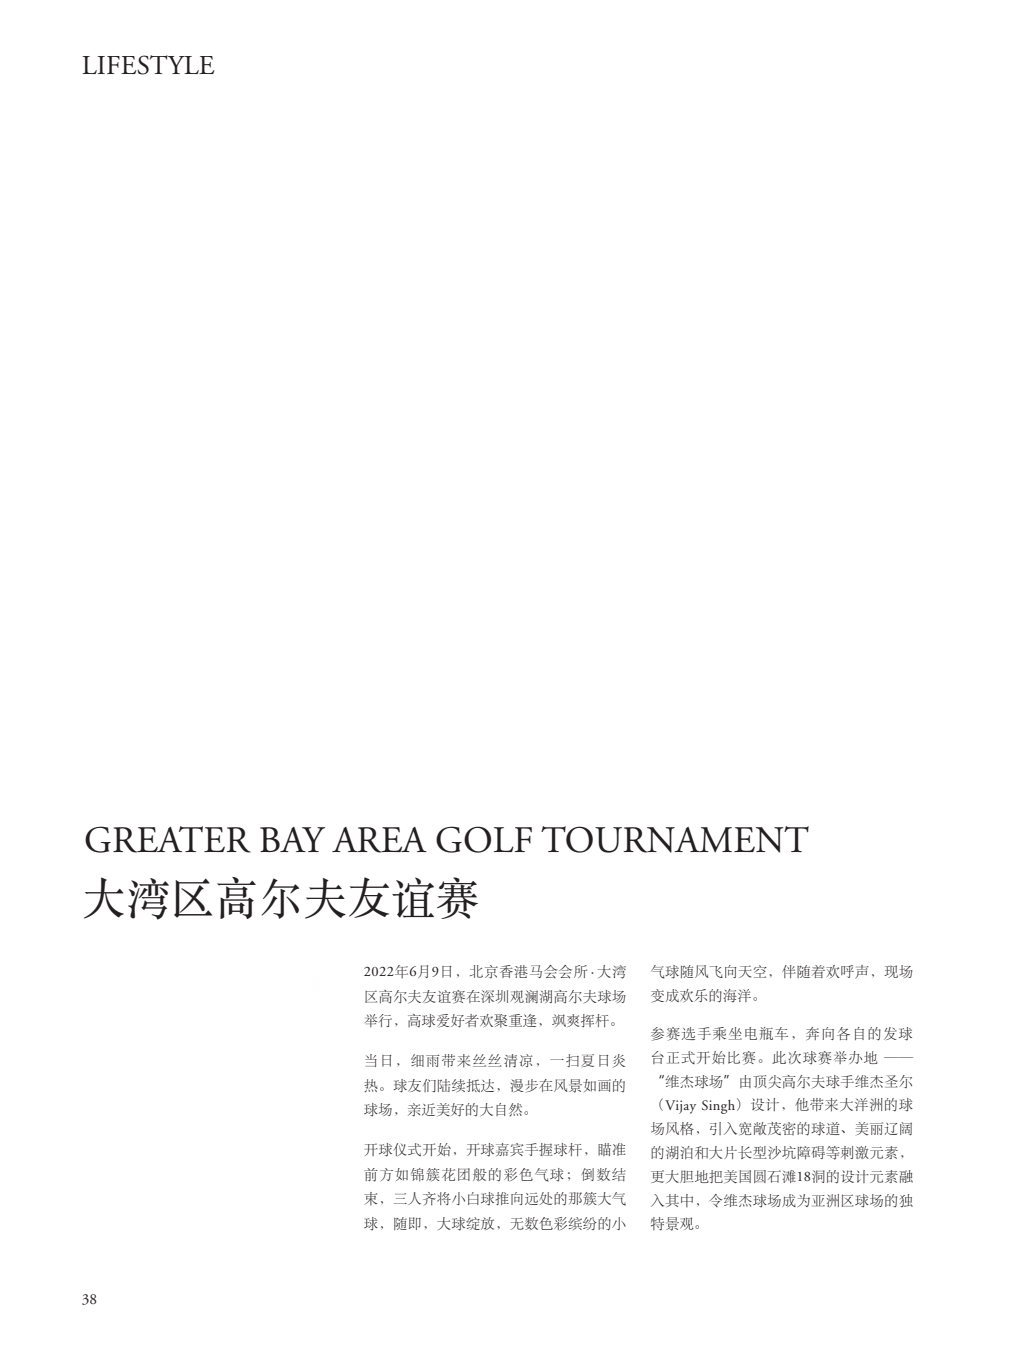 LIFESTYLE
GREATER BAY AREA GOLF TOURNAMENT
大湾区高尔夫友谊赛
2022年6月9日，北京香港马会会所·大湾
区高尔夫友谊赛在深圳观澜湖高尔夫球场
举行，高球爱好者欢聚重逢，飒爽挥杆。
当日，细雨带来丝丝清凉，一扫夏日炎
热。球友们陆续抵达，漫步在风景如画的
球场，亲近美好的大自然。
开球仪式开始，开球嘉宾手握球杆，瞄准
前方如锦簇花团般的彩色气球；倒数结
束，三人齐将小白球推向远处的那簇大气
球，随即，大球绽放，无数色彩缤纷的小
气球随风飞向天空，伴随着欢呼声，现场
变成欢乐的海洋。
参赛选手乘坐电瓶车，奔向各自的发球
台正式开始比赛。此次球赛举办地 ——
“维杰球场”由顶尖高尔夫球手维杰圣尔
（Vijay Singh）设计，他带来大洋洲的球
场风格，引入宽敞茂密的球道、美丽辽阔
的湖泊和大片长型沙坑障碍等刺激元素，
更大胆地把美国圆石滩18洞的设计元素融
入其中，令维杰球场成为亚洲区球场的独
特景观。
38